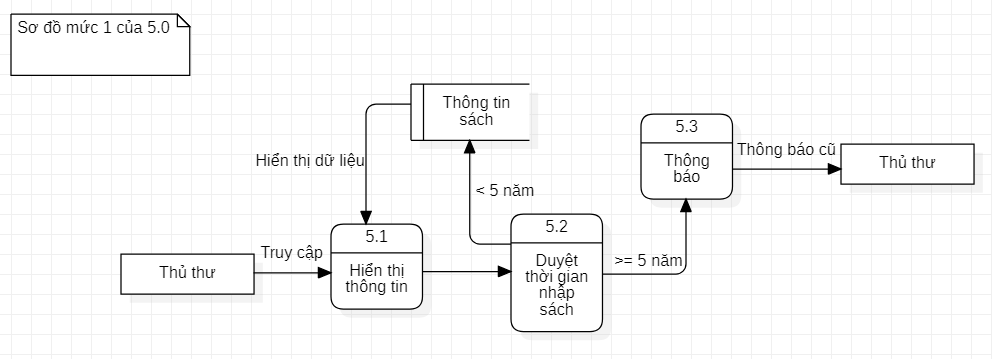 Sơ đồ mức 1 của 5.0
Thông tin
sách
5.3
Thông
báo
Thông báo cũ
Thủ thư
Hiển thị dữ liệu
< 5 năm
5.1
Hiển thị
thông tin
5.2
Duyệt
thời gian
nhập
sách
>= 5 năm
Truy cập
Thủ thư